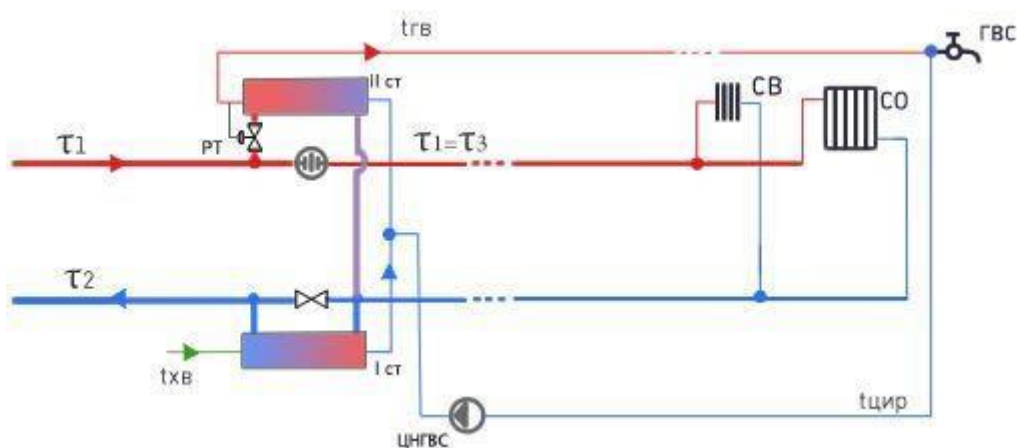 tгв
ГВС
II ст
СВ
СО
τ1
РТ
τ1=τ3
τ2
tхв
I ст
tцир
ЦНГВС